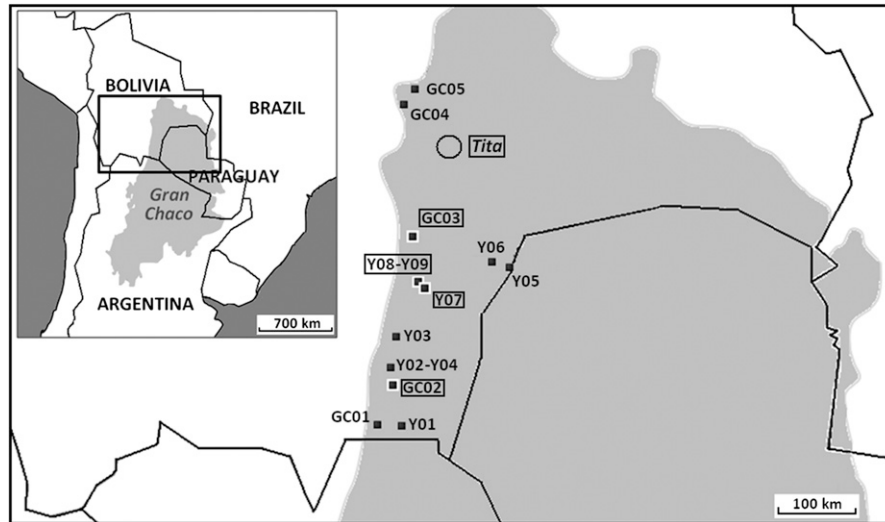 BOLIVIA
BRAZIL
PARAGUAY
Gran
Chaco
ARGENTINA
700 km
GC05
GC04
Tita
GC03
Y06
Y08-Y09
Y05
Y07
Y03
Y02-Y04
GC02
GC01
Y01
100 km